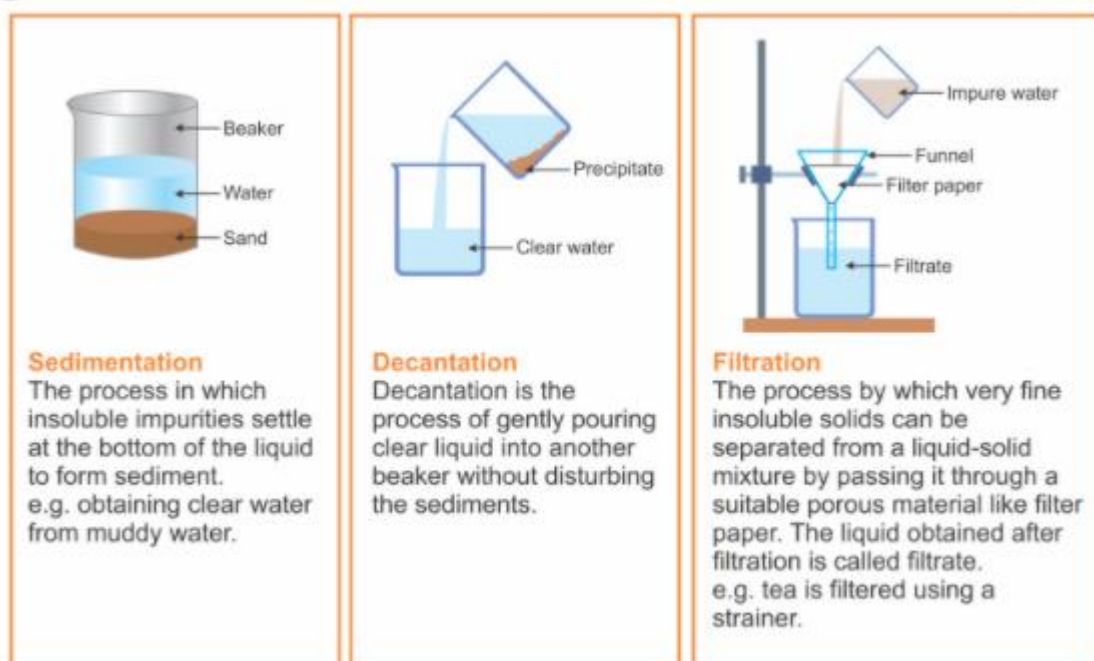 Beaker
Water
Sand
Sedimentation
The process in which
insoluble impurities settle
at the bottom of the liquid
to form sediment.
e.g. obtaining clear water
from muddy water.
Precipitate
Clear water
Decantation
Decantation is the
process of gently pouring
clear liquid into another
beaker without disturbing
the sediments.
Impure water
Funnel
Filter paper
Filtrate
Filtration
The process by which very fine
insoluble solids can be
separated from a liquid-solid
mixture by passing it through a
suitable porous material like filter
paper. The liquid obtained after
filtration is called filtrate.
e.g. tea is filtered using a
strainer.